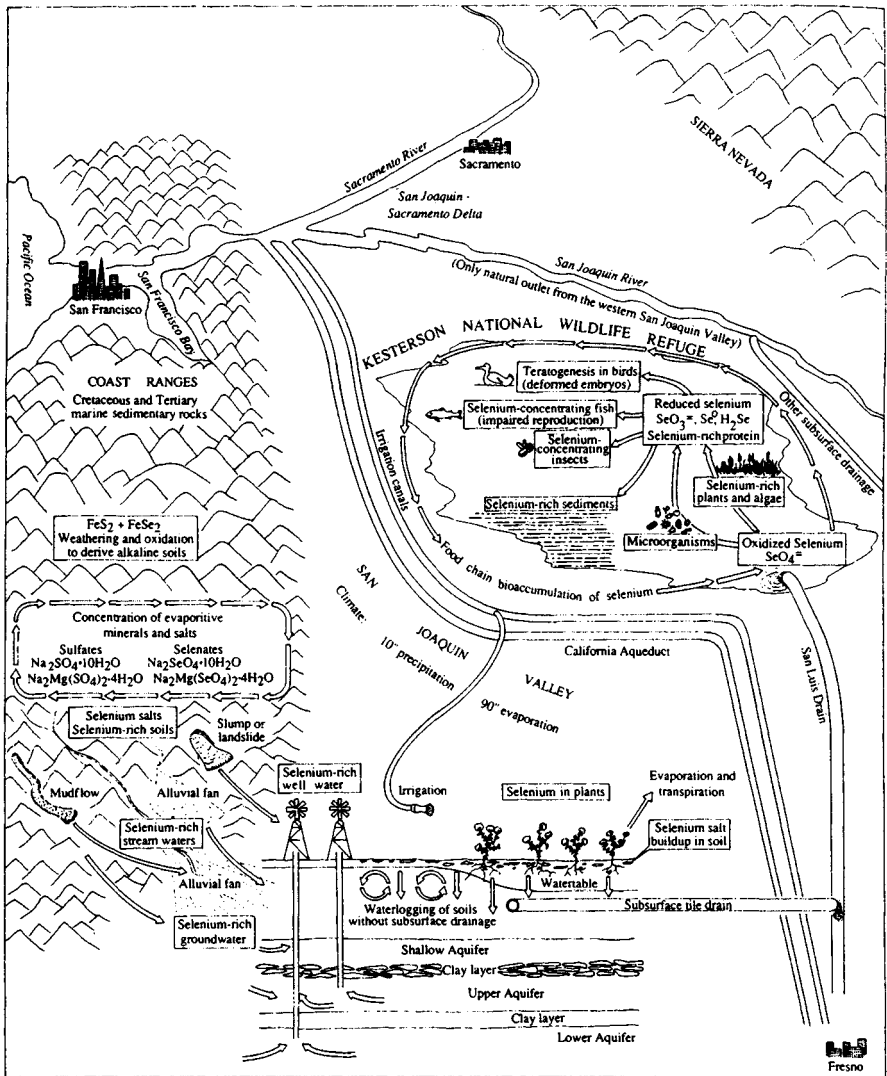 SIERRA NEVADA
Sacramento River
Sacramento
San Joaquin -
Sacramento Delta
Pacific Ocean
San Francisco
San Francisco Bay
San Joaquin River
(Only natural outlet from the western San Joaquin Valley)
KESTERSON NATIONAL WILDLIFE REFUGE
COAST RANGES
Cretaceous and Tertiary
marine sedimentary rocks
Teratogenesis in birds
(deformed embryos)
Selenium-concentrating fish
(impaired reproduction)
Selenium-
concentrating
insects
Reduced selenium
SeO3=, Se°, H2Se
Selenium-rich protein
Other subsurface drainage
Selenium-rich
plants and algae
Selenium-rich sediments
Microorganisms
Oxidized Selenium
SeO4=
Irrigation canals
Food chain bioaccumulation of selenium
FeS2 + FeSe2
Weathering and oxidation
to derive alkaline soils
Concentration of evaporitive
minerals and salts
Sulfates
Na2SO4•10H2O
Na2Mg(SO4)2•4H2O
Selenates
Na2SeO4•10H2O
Na2Mg(SeO4)2•4H2O
SAN JOAQUIN VALLEY
Climate:
10" precipitation
90" evaporation
California Aqueduct
San Luis Drain
Selenium salts
Selenium-rich soils
Slump or
landslide
Mudflow
Alluvial fan
Selenium-rich
stream waters
Alluvial fan
Selenium-rich
groundwater
Selenium-rich
well water
Irrigation
Selenium in plants
Evaporation and
transpiration
Selenium salt
buildup in soil
Watertable
Waterlogging of soils
without subsurface drainage
Subsurface tile drain
Shallow Aquifer
Clay layer
Upper Aquifer
Clay layer
Lower Aquifer
Fresno